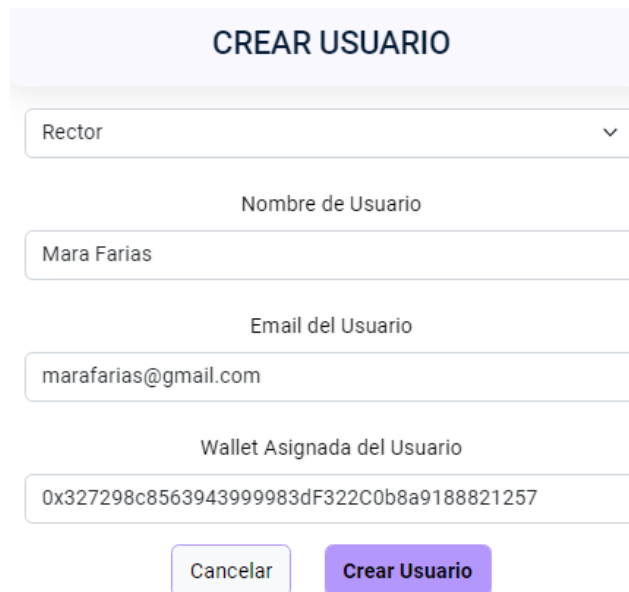 CREAR USUARIO
Rector
Nombre de Usuario
Mara Farias
Email del Usuario
marafarias@gmail.com
Wallet Asignada del Usuario
0x327298c8563943999983dF322C0b8a9188821257
Cancelar Crear Usuario